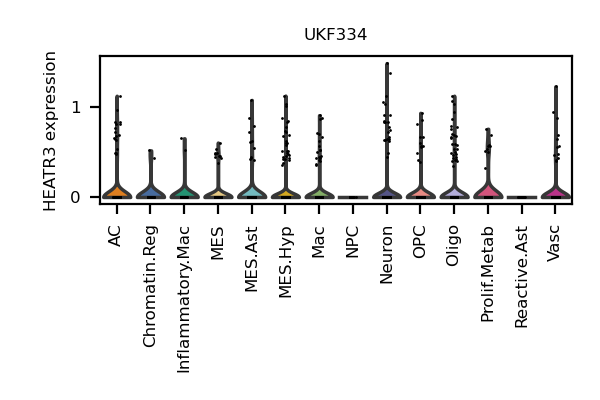 UKF334
HEATR3 expression
1
0
AC
Chromatin.Reg
Inflammatory.Mac
MES
MES.Ast
MES.Hyp
Mac
NPC
Neuron
OPC
Oligo
Prolif.Metab
Reactive.Ast
Vasc